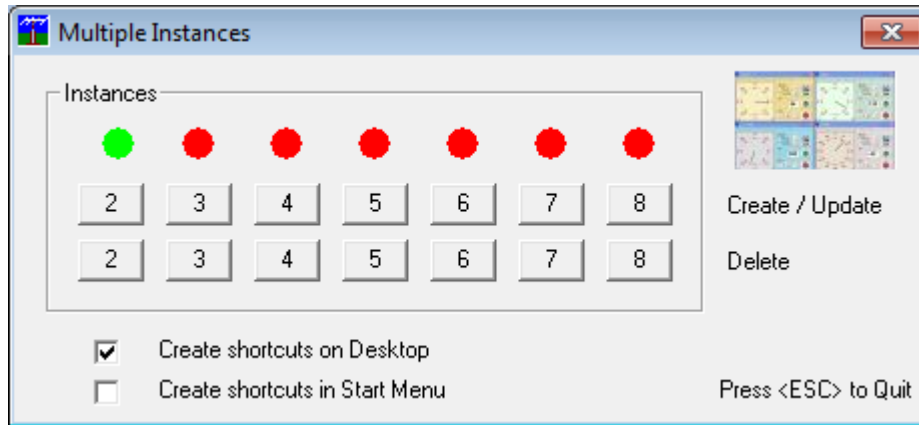 Multiple Instances
Instances
2 3 4 5 6 7 8 Create / Update
2 3 4 5 6 7 8 Delete
Create shortcuts on Desktop
Create shortcuts in Start Menu Press <ESC> to Quit